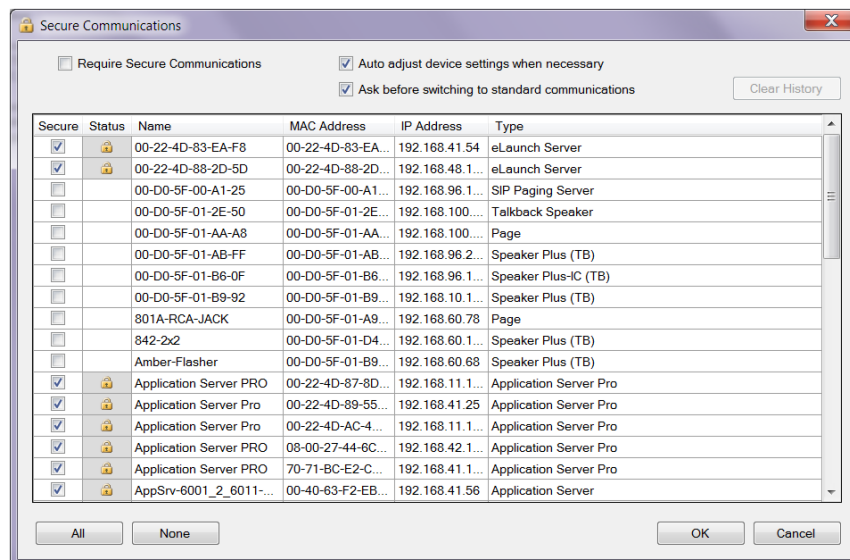 Secure Communications
Require Secure Communications Auto adjust device settings when necessary
Ask before switching to standard communications Clear History
Secure Status Name MAC Address IP Address Type
00-22-4D-83-EA-F8 00-22-4D-83-EA... 192.168.41.54 eLaunch Server
00-22-4D-88-2D-5D 00-22-4D-88-2D... 192.168.48.1... eLaunch Server
00-D0-5F-00-A1-25 00-D0-5F-00-A1... 192.168.96.1... SIP Paging Server
00-D0-5F-01-2E-50 00-D0-5F-01-2E... 192.168.100.... Talkback Speaker
00-D0-5F-01-AA-A8 00-D0-5F-01-AA... 192.168.100.... Page
00-D0-5F-01-AB-FF 00-D0-5F-01-AB... 192.168.96.2... Speaker Plus (TB)
00-D0-5F-01-B6-0F 00-D0-5F-01-B6... 192.168.96.1... Speaker Plus-IC (TB)
00-D0-5F-01-B9-92 00-D0-5F-01-B9... 192.168.10.1... Speaker Plus (TB)
801A-RCA-JACK 00-D0-5F-01-A9... 192.168.60.78 Page
842-2x2 00-D0-5F-01-D4... 192.168.60.1... Speaker Plus (TB)
Amber-Flasher 00-D0-5F-01-B9... 192.168.60.68 Speaker Plus (TB)
Application Server PRO 00-22-4D-87-8D... 192.168.11.1... Application Server Pro
Application Server Pro 00-22-4D-89-55... 192.168.41.25 Application Server Pro
Application Server Pro 00-22-4D-AC-4... 192.168.11.1... Application Server Pro
Application Server PRO 08-00-27-44-6C... 192.168.42.1... Application Server Pro
Application Server PRO 70-71-BC-E2-C... 192.168.41.1... Application Server Pro
AppSrv-6001_2_6011-... 00-40-63-F2-EB... 192.168.41.56 Application Server
All None OK Cancel